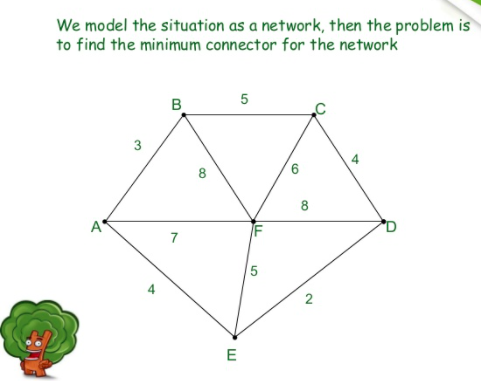 We model the situation as a network, then the problem is
to find the minimum connector for the network
B
5
C
3
8
6
4
8
A
F
D
7
5
4
2
E